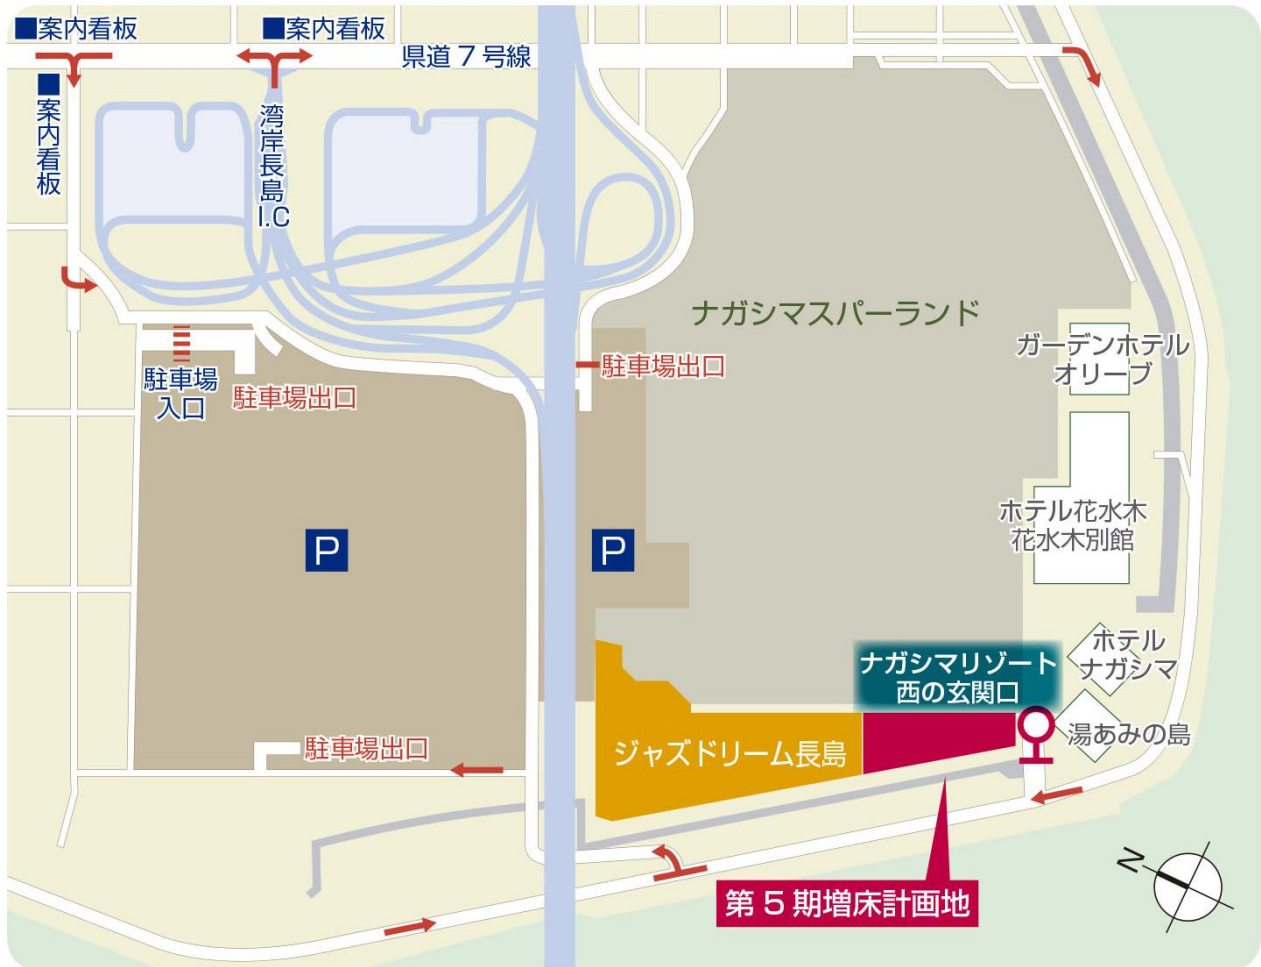 ■案内看板
■案内看板
県道7号線
■案内看板
湾岸長島I.C
ナガシマスパーランド
ガーデンホテル
オリーブ
駐車場
入口
駐車場出口
駐車場出口
P
P
ホテル花水木
花水木別館
ホテル
ナガシマ
ナガシマリゾート
西の玄関口
湯あみの島
駐車場出口
ジャズドリーム長島
第5期増床計画地
N